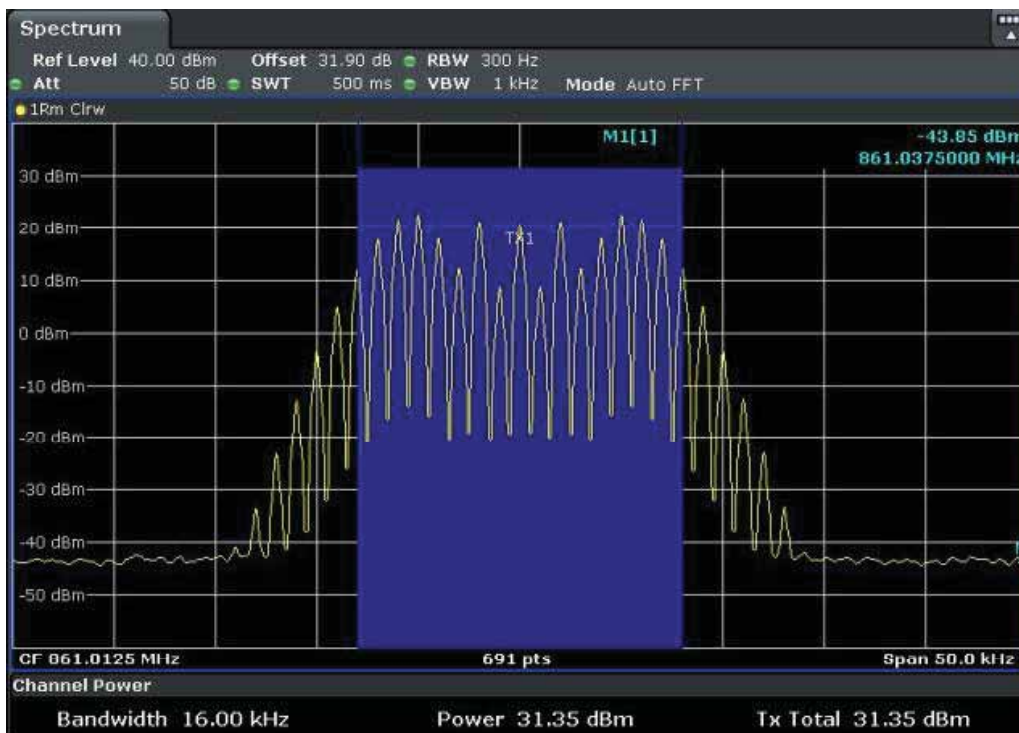 Spectrum
Ref Level 40.00 dBm Offset 31.90 dB RBW 300 Hz
Att 50 dB SWT 500 ms VBW 1 kHz Mode Auto FFT
1Rm Clrw
M1[1] -43.85 dBm
861.0375000 MHz
30 dBm
20 dBm
TX1
10 dBm
0 dBm
-10 dBm
-20 dBm
-30 dBm
-40 dBm
-50 dBm
CF 861.0125 MHz 691 pts Span 50.0 kHz
Channel Power
Bandwidth 16.00 kHz Power 31.35 dBm Tx Total 31.35 dBm